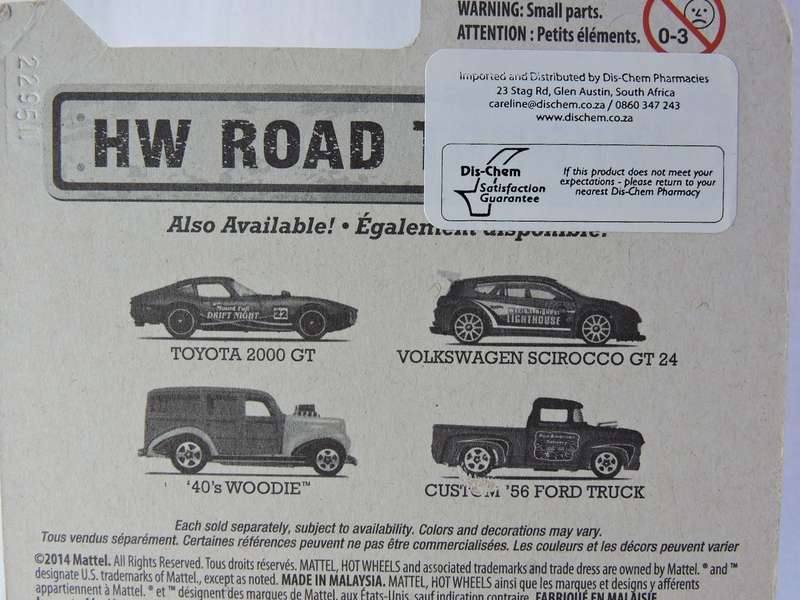 WARNING: Small parts.
ATTENTION : Petits éléments.
0-3
22951
Imported and Distributed by Dis-Chem Pharmacies
23 Stag Rd, Glen Austin, South Africa
careline@dischem.co.za / 0860 347 243
www.dischem.co.za
Dis-Chem
Satisfaction
Guarantee
If this product does not meet your
expectations - please return to your
nearest Dis-Chem Pharmacy
HW ROAD
Also Available! • Également disponible!
Mount Fuji
DRIFT NIGHT
22
LIGHTHOUSE
TOYOTA 2000 GT
VOLKSWAGEN SCIROCCO GT 24
'40's WOODIE™
CUSTOM '56 FORD TRUCK
Each sold separately, subject to availability. Colors and decorations may vary.
Tous vendus séparément. Certaines références peuvent ne pas être commercialisées. Les couleurs et les décors peuvent varier
©2014 Mattel. All Rights Reserved. Tous droits réservés. MATTEL, HOT WHEELS and associated trademarks and trade dress are owned by Mattel. ® and ™
designate U.S. trademarks of Mattel, except as noted. MADE IN MALAYSIA. MATTEL, HOT WHEELS ainsi que les marques et designs y afférents
appartiennent à Mattel. ® et ™ désignent des marques de Mattel aux États-Unis, sauf indication contraire. FABRIQUÉ EN MALAISIE.